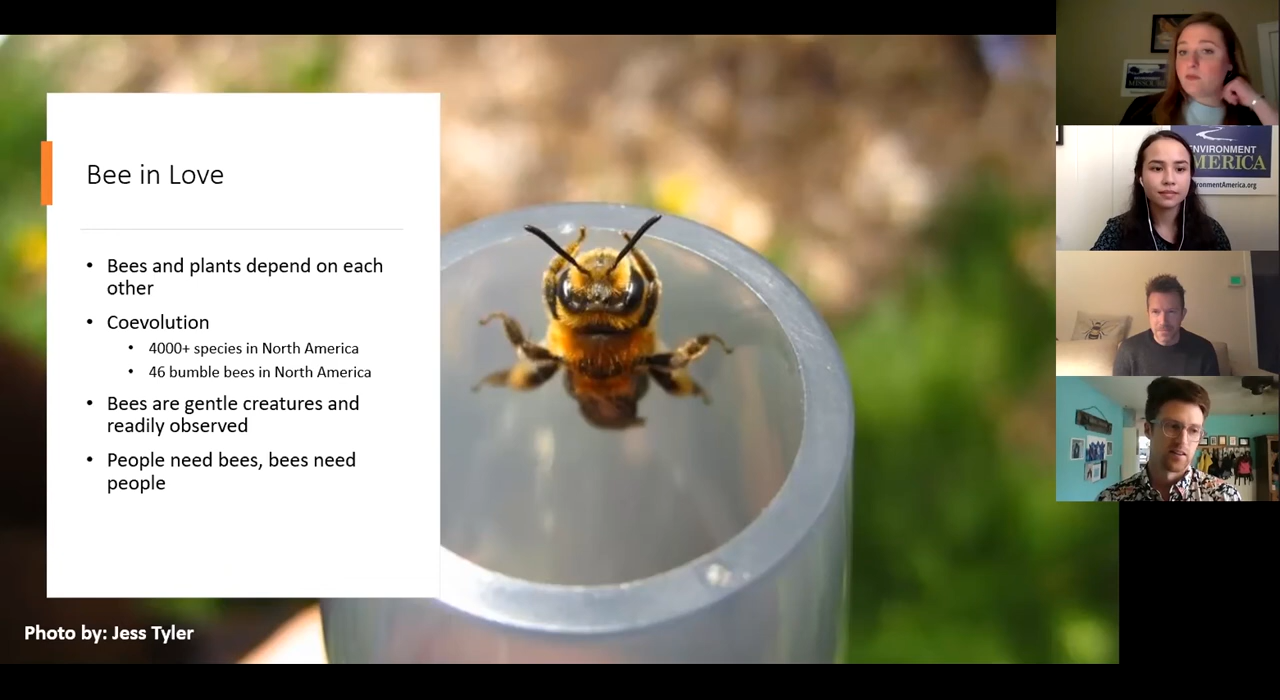 Bee in Love
• Bees and plants depend on each
other
• Coevolution
• 4000+ species in North America
• 46 bumble bees in North America
• Bees are gentle creatures and
readily observed
• People need bees, bees need
people
Photo by: Jess Tyler
ENVIRONMENT
AMERICA
ronmentAmerica.org